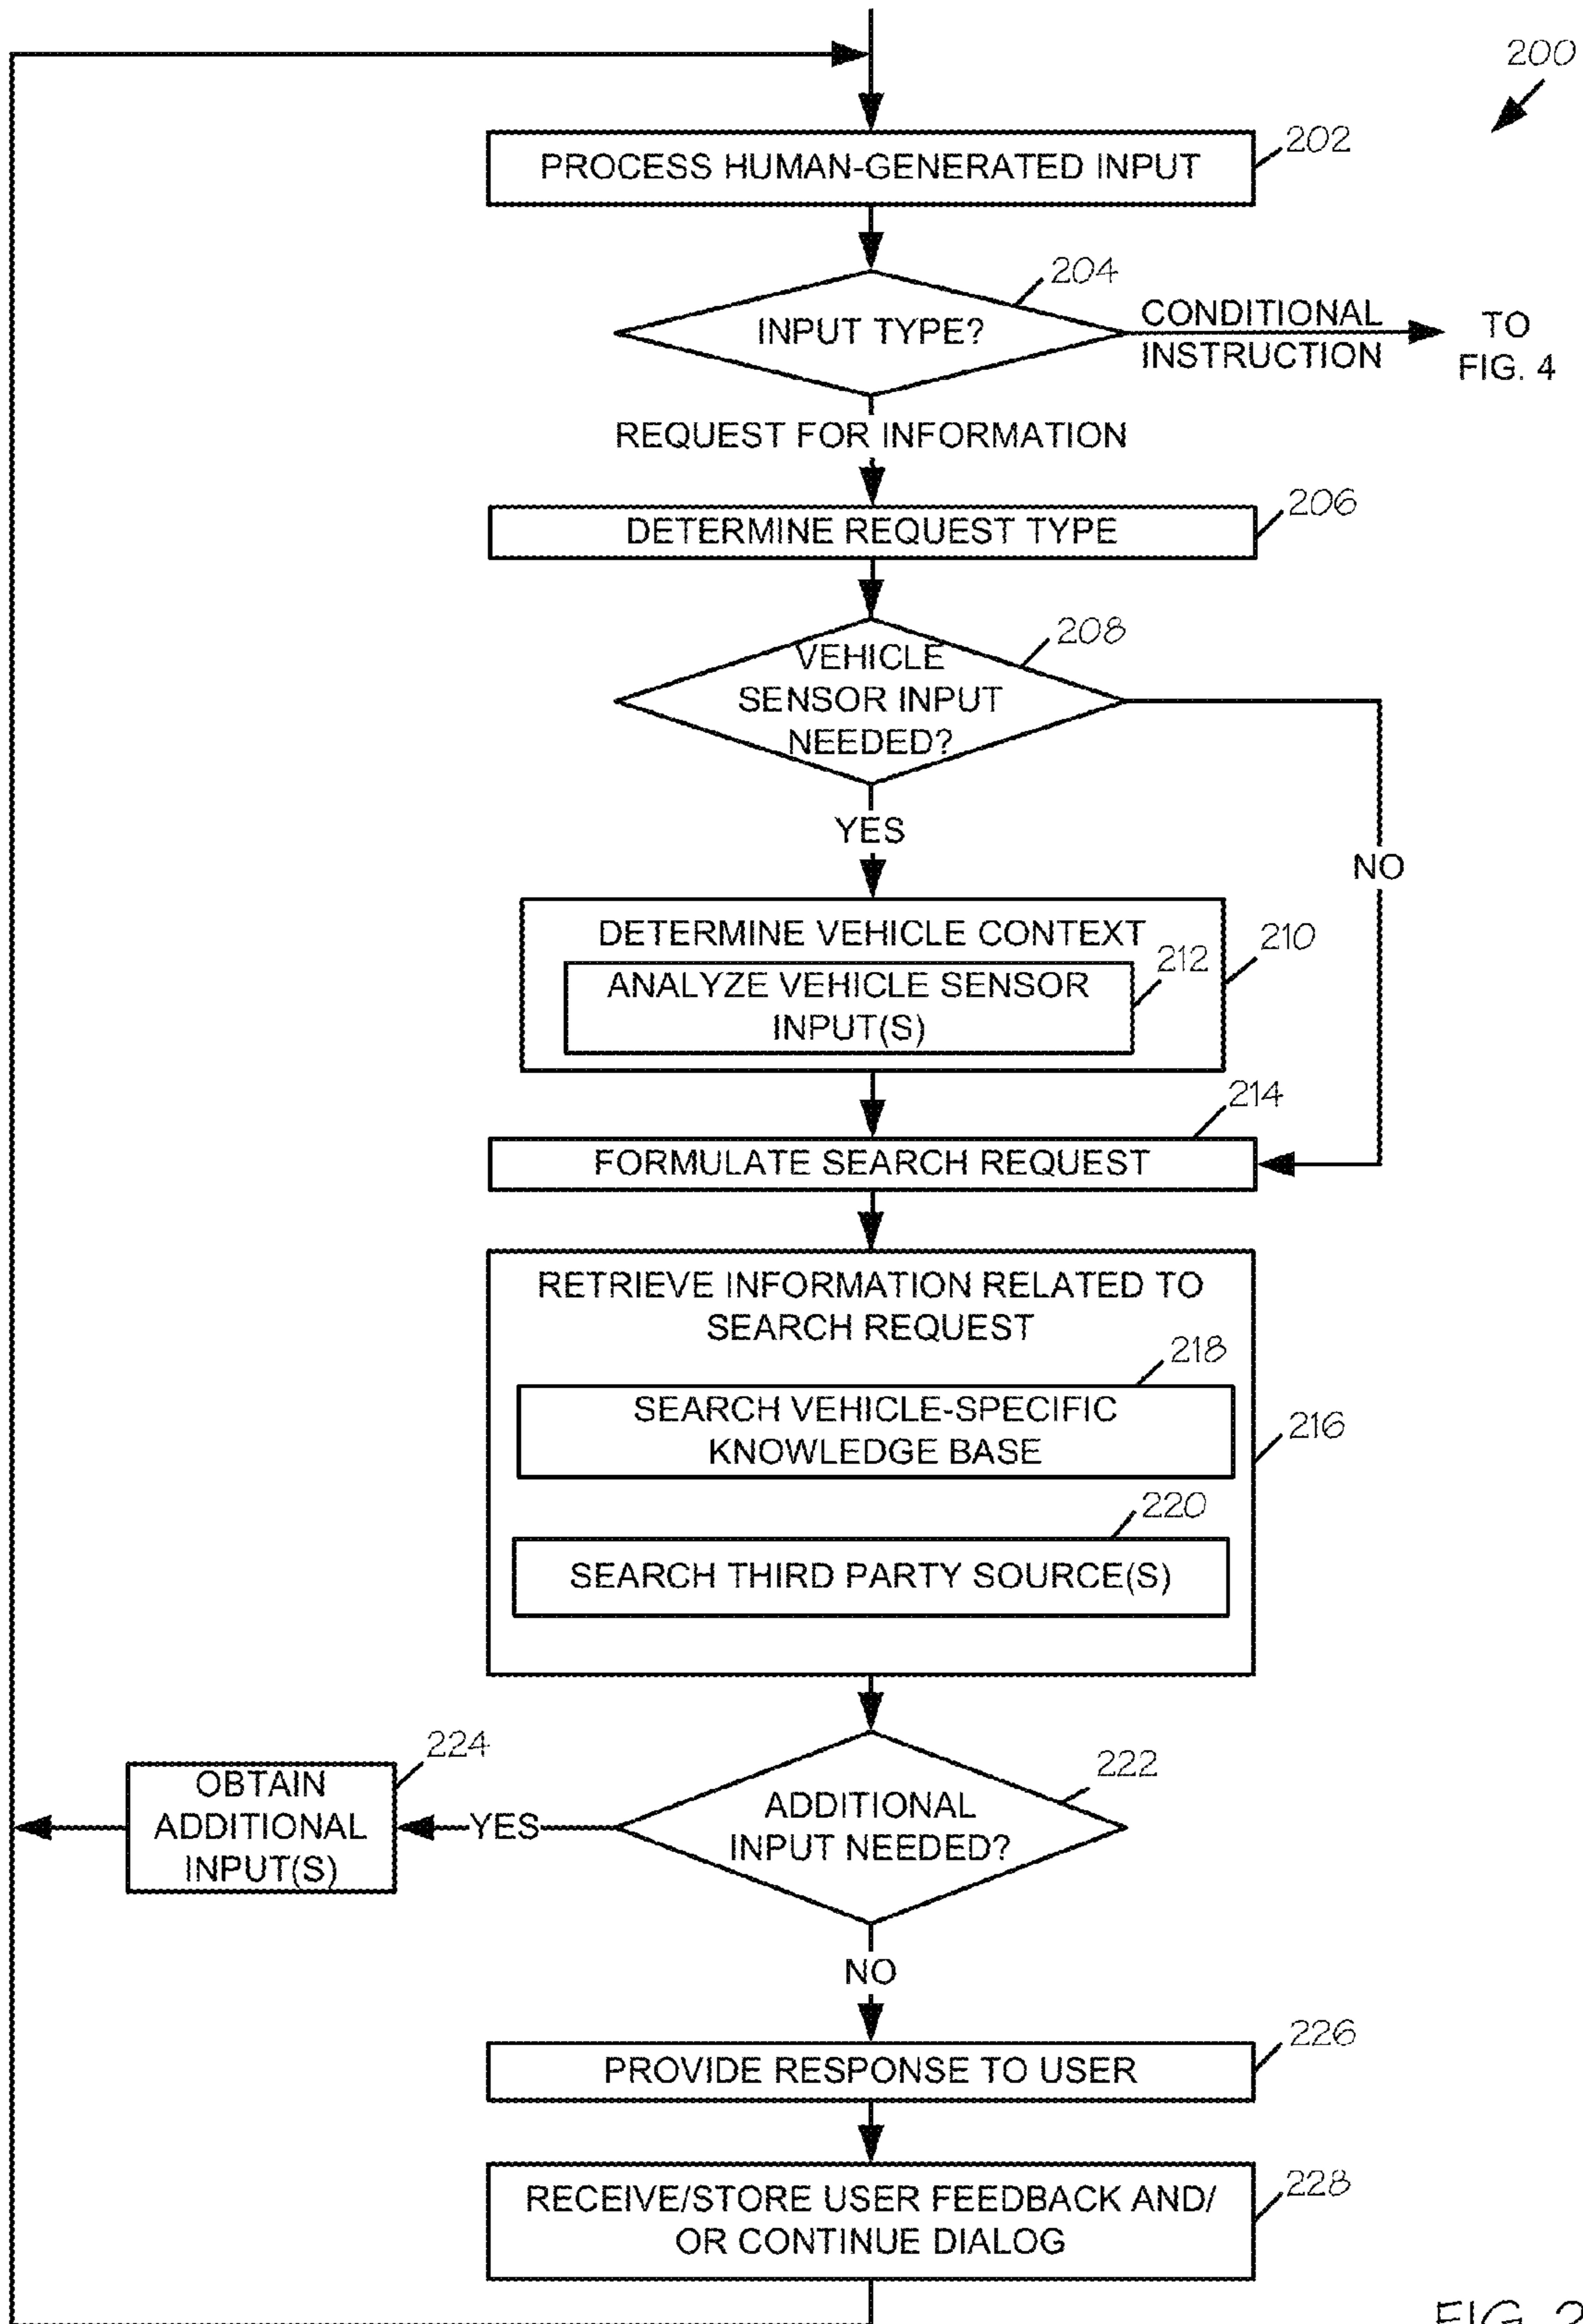 200
202
PROCESS HUMAN-GENERATED INPUT
204
INPUT TYPE?
CONDITIONAL
INSTRUCTION
TO
FIG. 4
REQUEST FOR INFORMATION
206
DETERMINE REQUEST TYPE
208
VEHICLE
SENSOR INPUT
NEEDED?
YES
NO
DETERMINE VEHICLE CONTEXT
210
212
ANALYZE VEHICLE SENSOR
INPUT(S)
214
FORMULATE SEARCH REQUEST
RETRIEVE INFORMATION RELATED TO
SEARCH REQUEST
218
SEARCH VEHICLE-SPECIFIC
KNOWLEDGE BASE
216
220
SEARCH THIRD PARTY SOURCE(S)
224
OBTAIN
ADDITIONAL
INPUT(S)
YES
222
ADDITIONAL
INPUT NEEDED?
NO
226
PROVIDE RESPONSE TO USER
228
RECEIVE/STORE USER FEEDBACK AND/
OR CONTINUE DIALOG
FIG. 2